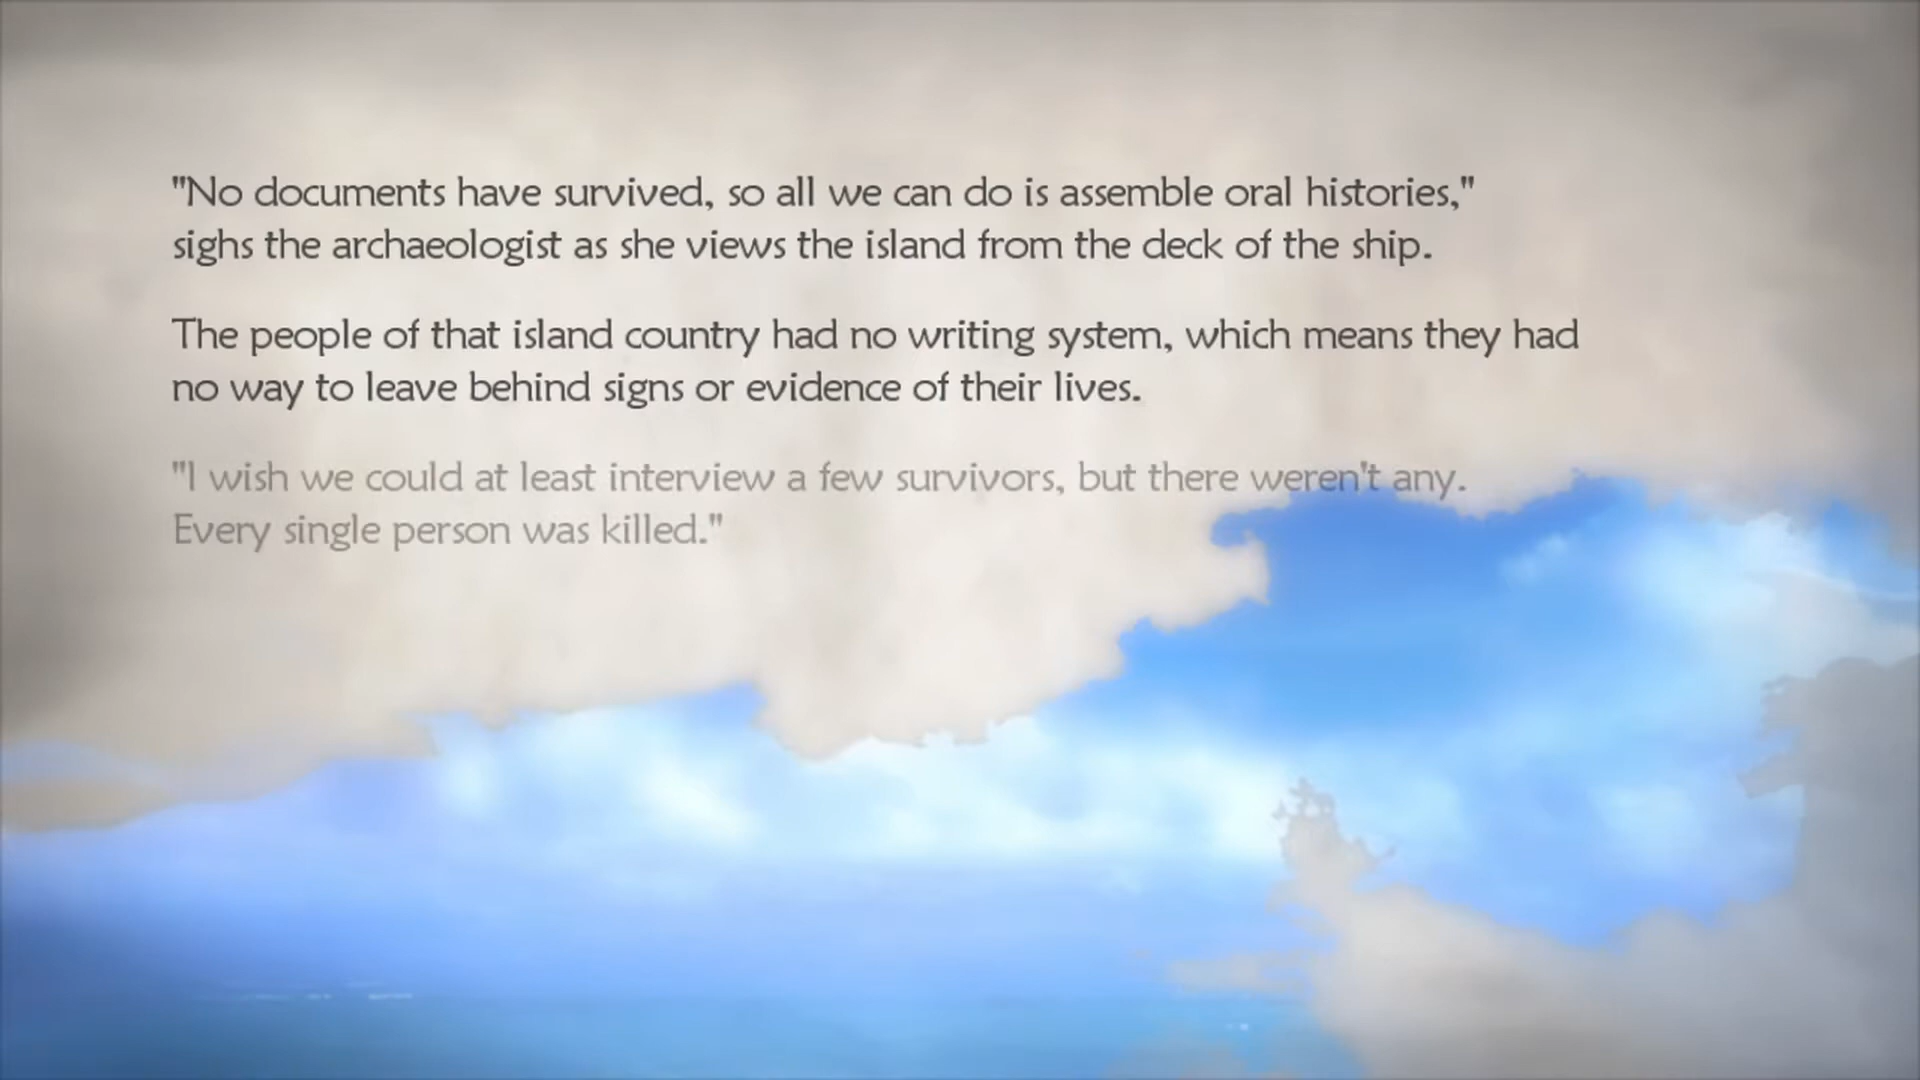 "No documents have survived, so all we can do is assemble oral histories,"
sighs the archaeologist as she views the island from the deck of the ship.
The people of that island country had no writing system, which means they had
no way to leave behind signs or evidence of their lives.
"I wish we could at least interview a few survivors, but there weren't any.
Every single person was killed."